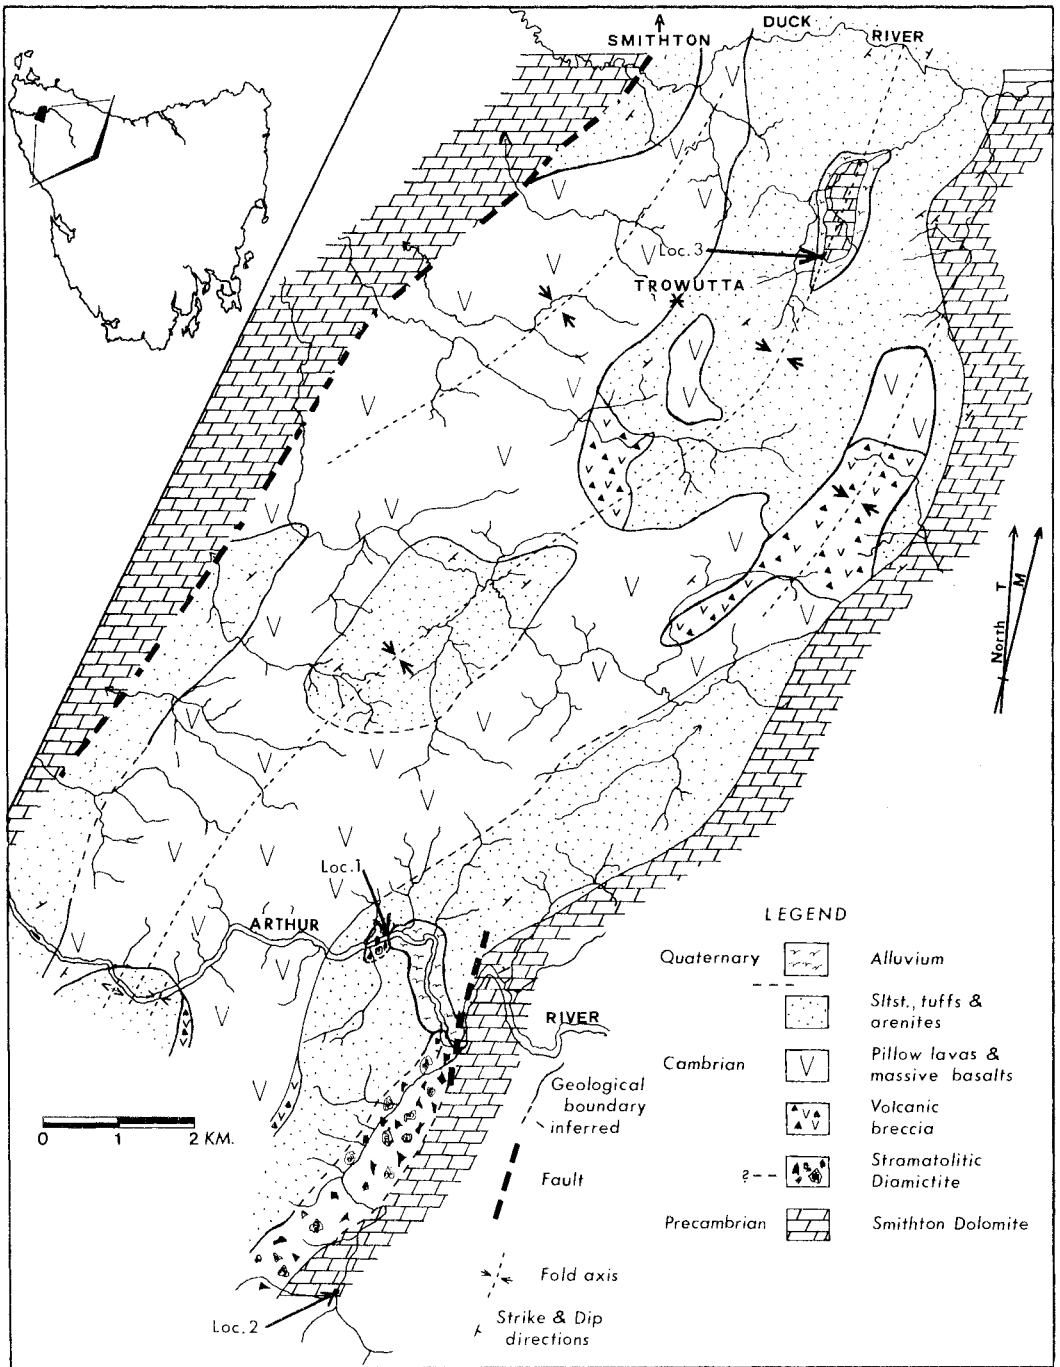 A
SMITHTON
DUCK
RIVER
Loc. 3
TROWUTTA
North
T
M
Loc. 1
ARTHUR
RIVER
0 1 2 KM.
Loc. 2
Geological
boundary
inferred
Fault
Fold axis
Strike & Dip
directions
LEGEND
Quaternary
Alluvium
Sltst., tuffs &
arenites
Cambrian
Pillow lavas &
massive basalts
Volcanic
breccia
? Stramatolitic
Diamictite
Precambrian
Smithton Dolomite